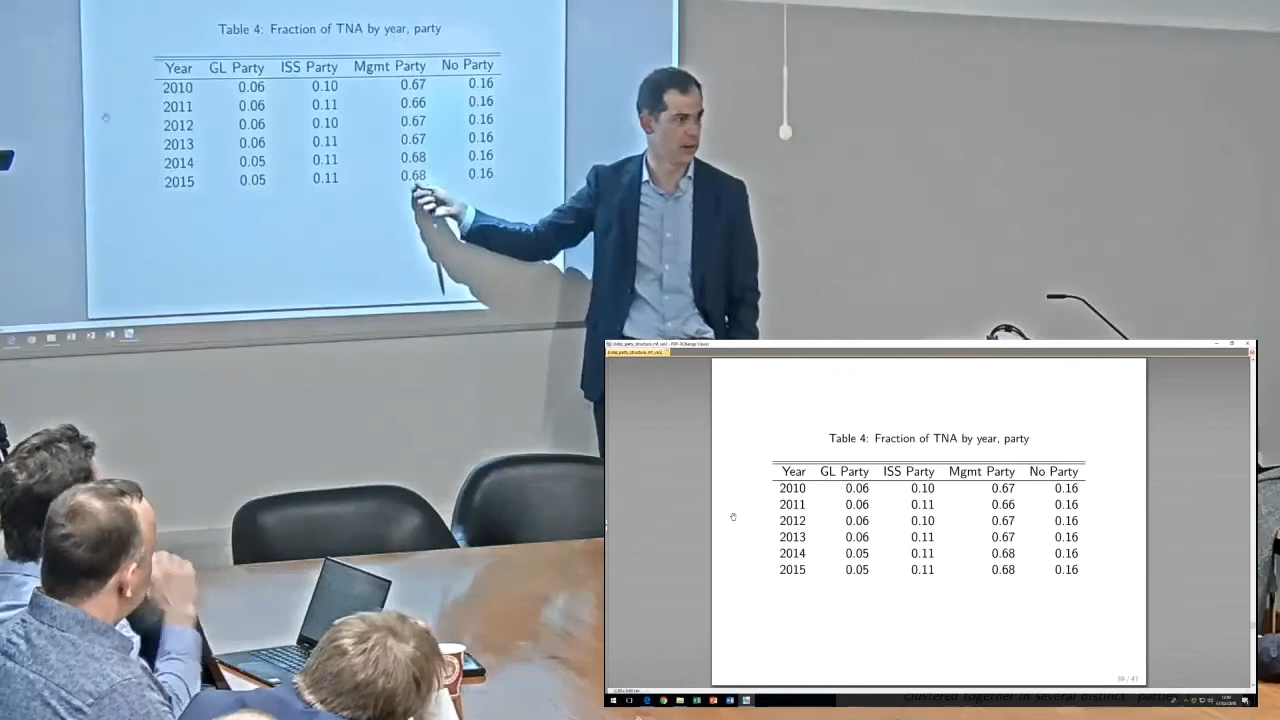 Table 4: Fraction of TNA by year, party
Year GL Party ISS Party Mgmt Party No Party
2010 0.06 0.10 0.67 0.16
2011 0.06 0.11 0.66 0.16
2012 0.06 0.10 0.67 0.16
2013 0.06 0.11 0.67 0.16
2014 0.05 0.11 0.68 0.16
2015 0.05 0.11 0.68 0.16
Table 4: Fraction of TNA by year, party
Year GL Party ISS Party Mgmt Party No Party
2010 0.06 0.10 0.67 0.16
2011 0.06 0.11 0.66 0.16
2012 0.06 0.10 0.67 0.16
2013 0.06 0.11 0.67 0.16
2014 0.05 0.11 0.68 0.16
2015 0.05 0.11 0.68 0.16
39 / 47
clustered together in several distinct